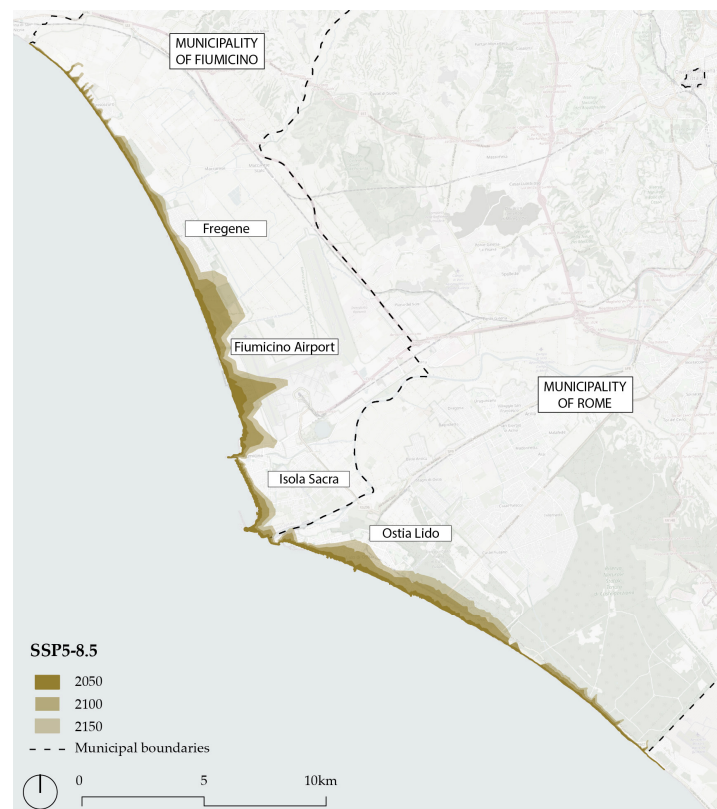 MUNICIPALITY
OF FIUMICINO
Fregene
Fiumicino Airport
MUNICIPALITY
OF ROME
Isola Sacra
Ostia Lido
SSP5-8.5
2050
2100
2150
Municipal boundaries
0
5
10km